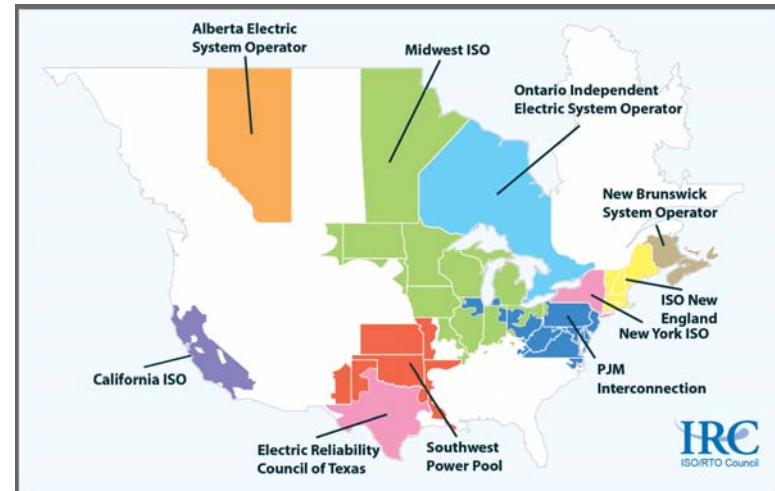 Alberta Electric
System Operator
Midwest ISO
Ontario Independent
Electric System Operator
New Brunswick
System Operator
ISO New
England
New York ISO
PJM
Interconnection
California ISO
Electric Reliability
Council of Texas
Southwest
Power Pool
IRC
ISO/RTO Council